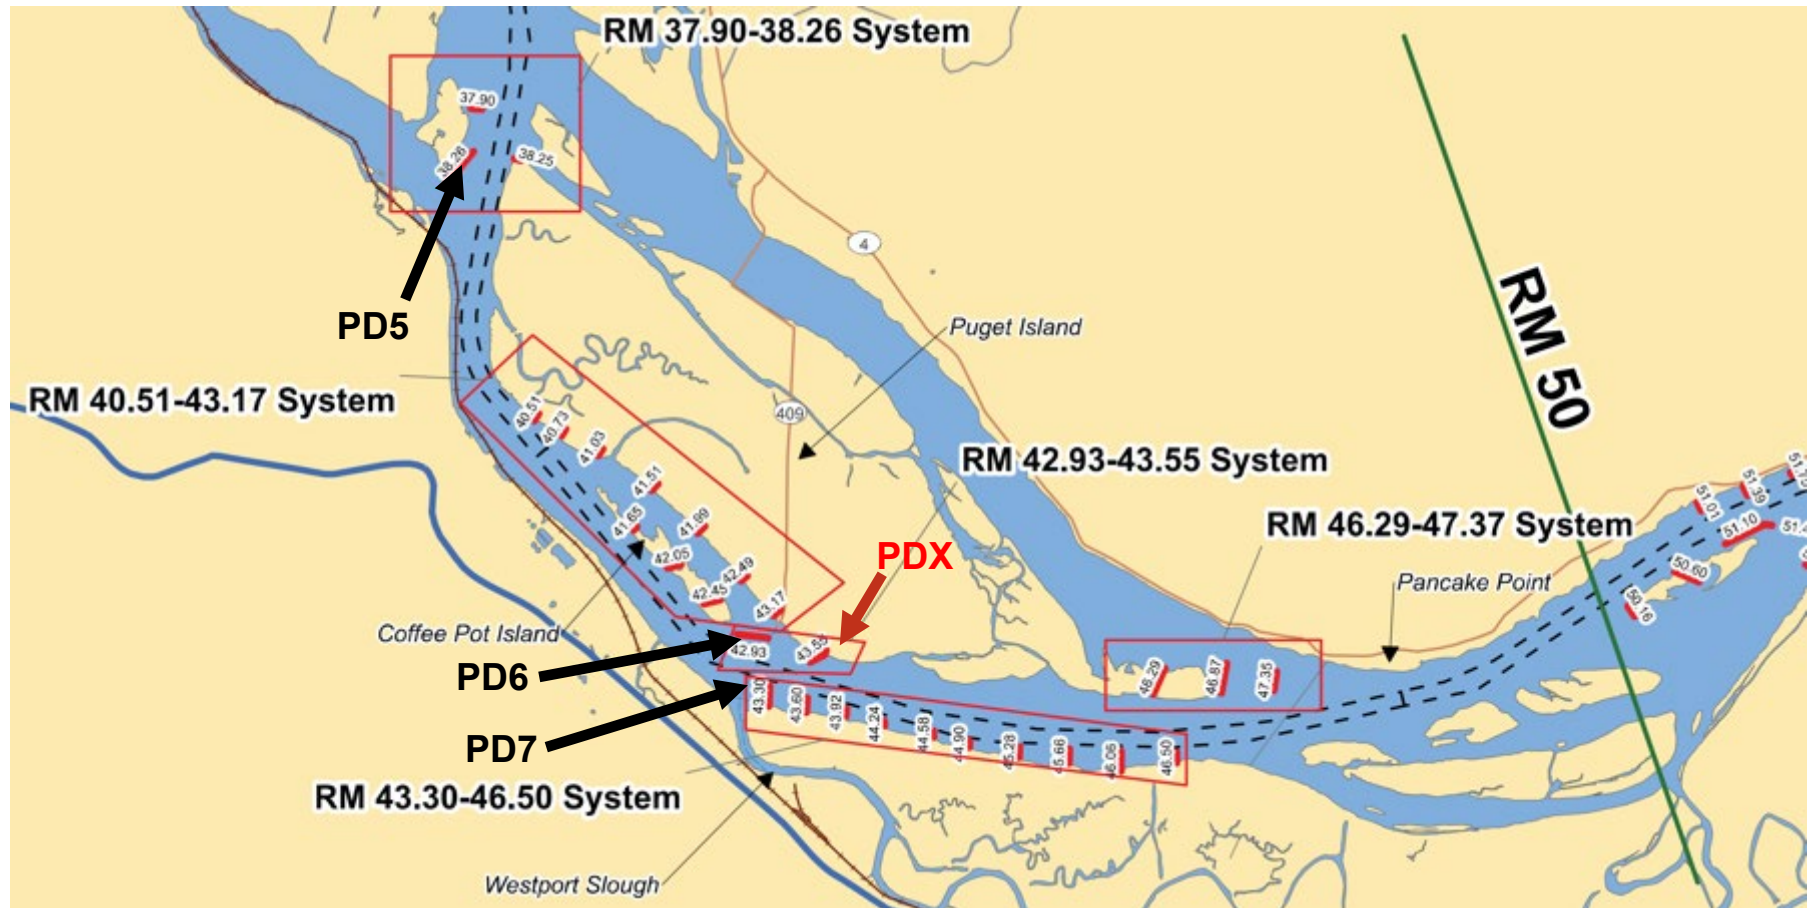 RM 37.90-38.26 System
37.90
38.26
38.25
PD5
4
Puget Island
RM 50
RM 40.51-43.17 System
409
40.51
40.73
41.03
41.51
41.65
41.99
42.05
42.45
42.49
43.17
RM 42.93-43.55 System
PDX
RM 46.29-47.37 System
Pancake Point
51.01
51.39
51.10
50.60
50.16
Coffee Pot Island
42.93
43.55
PD6
46.29
46.87
47.35
PD7
43.30
43.60
43.92
44.24
44.58
44.90
45.28
45.66
46.06
46.50
RM 43.30-46.50 System
Westport Slough